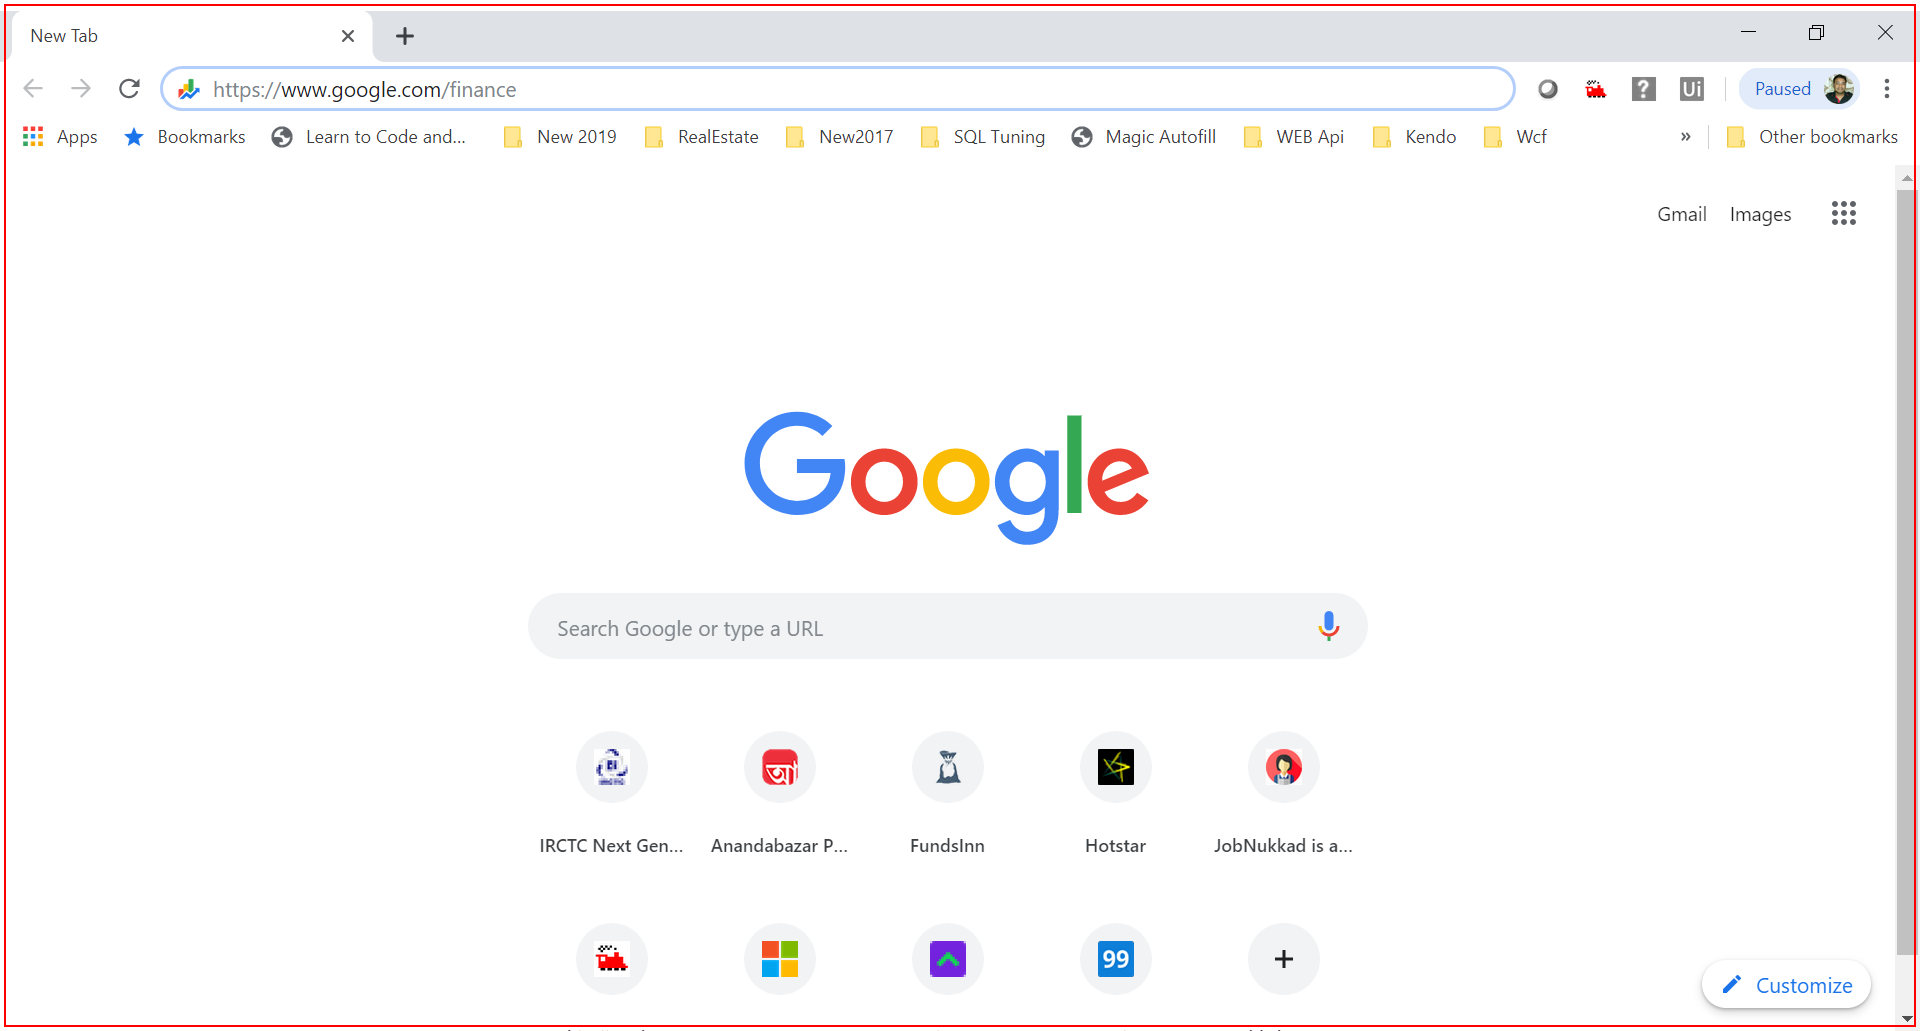 New Tab
https://www.google.com/finance
Ui
Paused
Apps
Bookmarks
Learn to Code and...
New 2019
RealEstate
New2017
SQL Tuning
Magic Autofill
WEB Api
Kendo
Wcf
»
Other bookmarks
Gmail
Images
Google
Search Google or type a URL
IRCTC Next Gen...
Anandabazar P...
FundsInn
Hotstar
JobNukkad is a...
আ
99
Customize